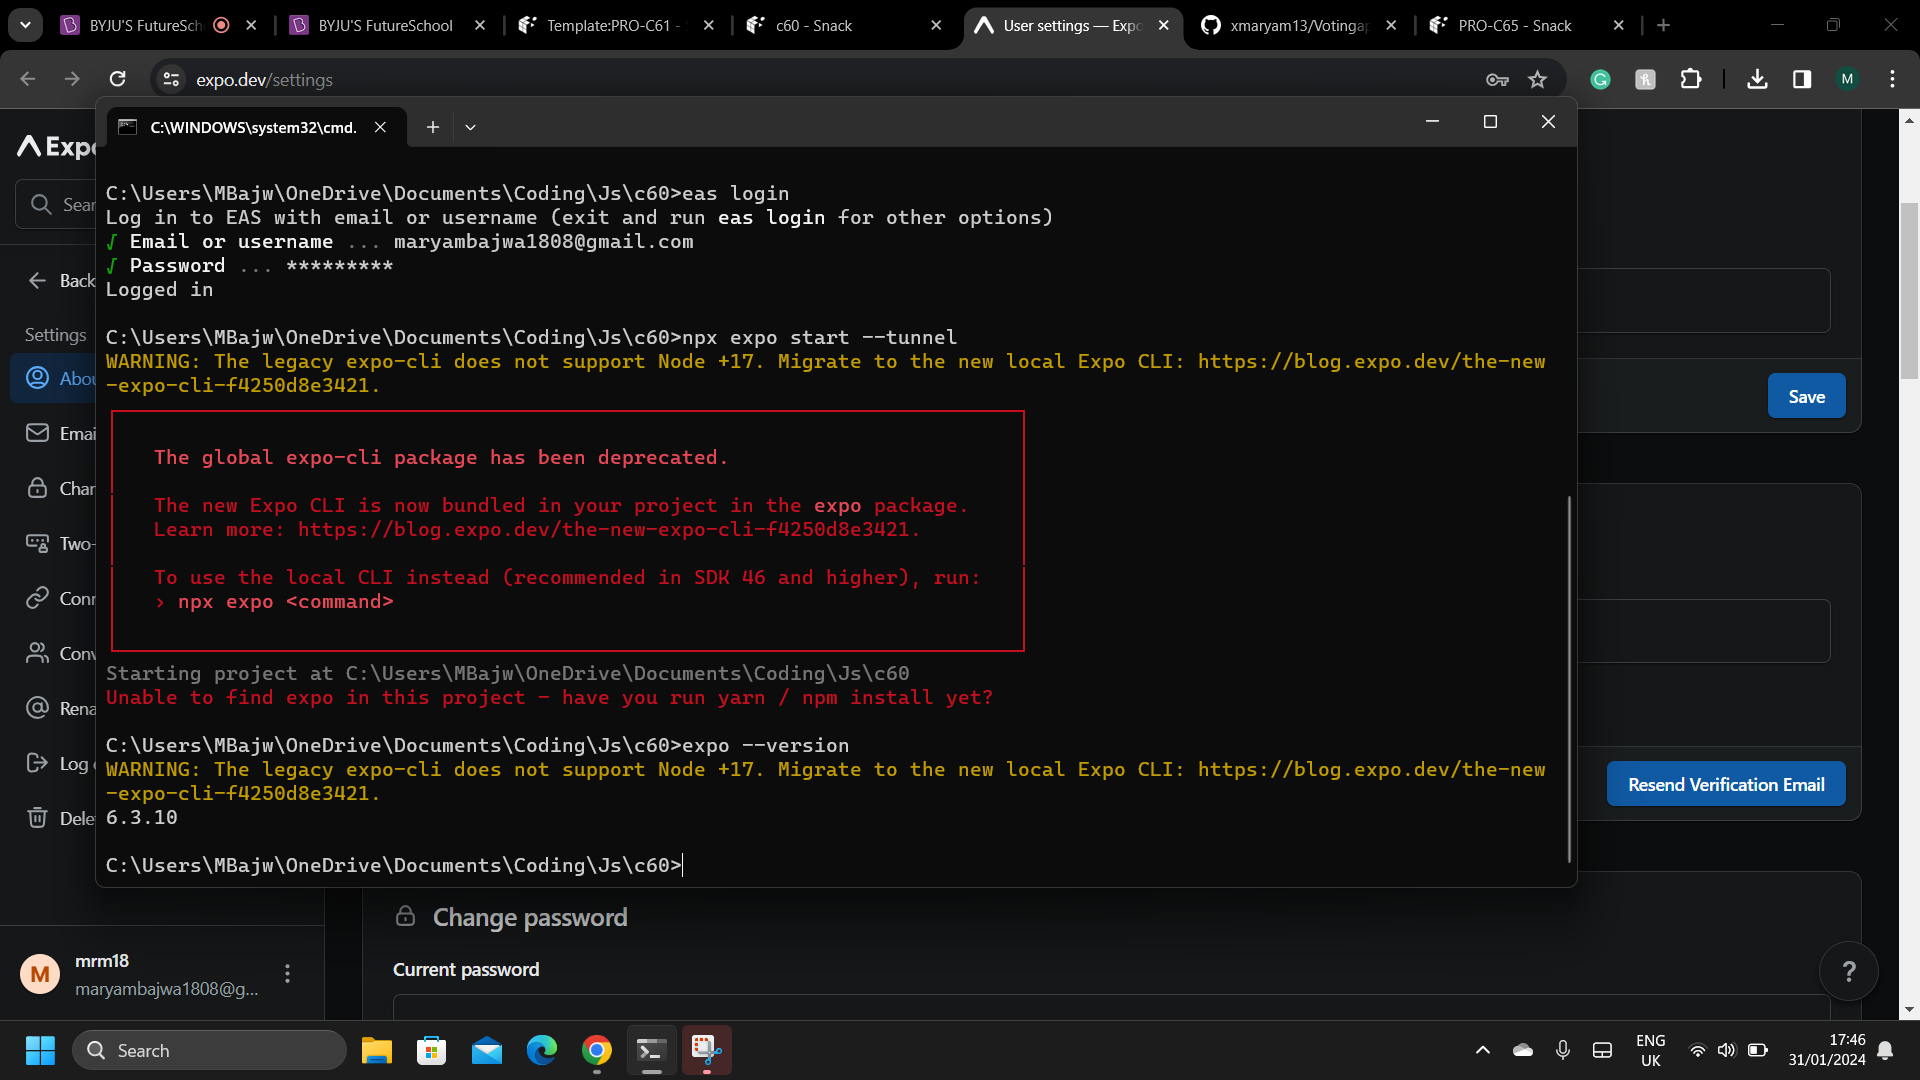 BYJU'S FutureSch
BYJU'S FutureSchool
Template:PRO-C61 -
c60 - Snack
User settings — Expo
xmaryam13/Votingap
PRO-C65 - Snack
expo.dev/settings
M
C:\WINDOWS\system32\cmd.
Expo
Sear
Back
Settings
Abou
Emai
Char
Two-
Conn
Conv
Rena
Log o
Dele
C:\Users\MBajw\OneDrive\Documents\Coding\Js\c60>eas login
Log in to EAS with email or username (exit and run eas login for other options)
√ Email or username ... maryambajwa1808@gmail.com
√ Password ... *********
Logged in
C:\Users\MBajw\OneDrive\Documents\Coding\Js\c60>npx expo start --tunnel
WARNING: The legacy expo-cli does not support Node +17. Migrate to the new local Expo CLI: https://blog.expo.dev/the-new
-expo-cli-f4250d8e3421.
The global expo-cli package has been deprecated.
The new Expo CLI is now bundled in your project in the expo package.
Learn more: https://blog.expo.dev/the-new-expo-cli-f4250d8e3421.
To use the local CLI instead (recommended in SDK 46 and higher), run:
› npx expo <command>
Starting project at C:\Users\MBajw\OneDrive\Documents\Coding\Js\c60
Unable to find expo in this project - have you run yarn / npm install yet?
C:\Users\MBajw\OneDrive\Documents\Coding\Js\c60>expo --version
WARNING: The legacy expo-cli does not support Node +17. Migrate to the new local Expo CLI: https://blog.expo.dev/the-new
-expo-cli-f4250d8e3421.
6.3.10
C:\Users\MBajw\OneDrive\Documents\Coding\Js\c60>
Save
Resend Verification Email
Change password
Current password
M
mrm18
maryambajwa1808@g...
?
Search
ENG
UK
17:46
31/01/2024